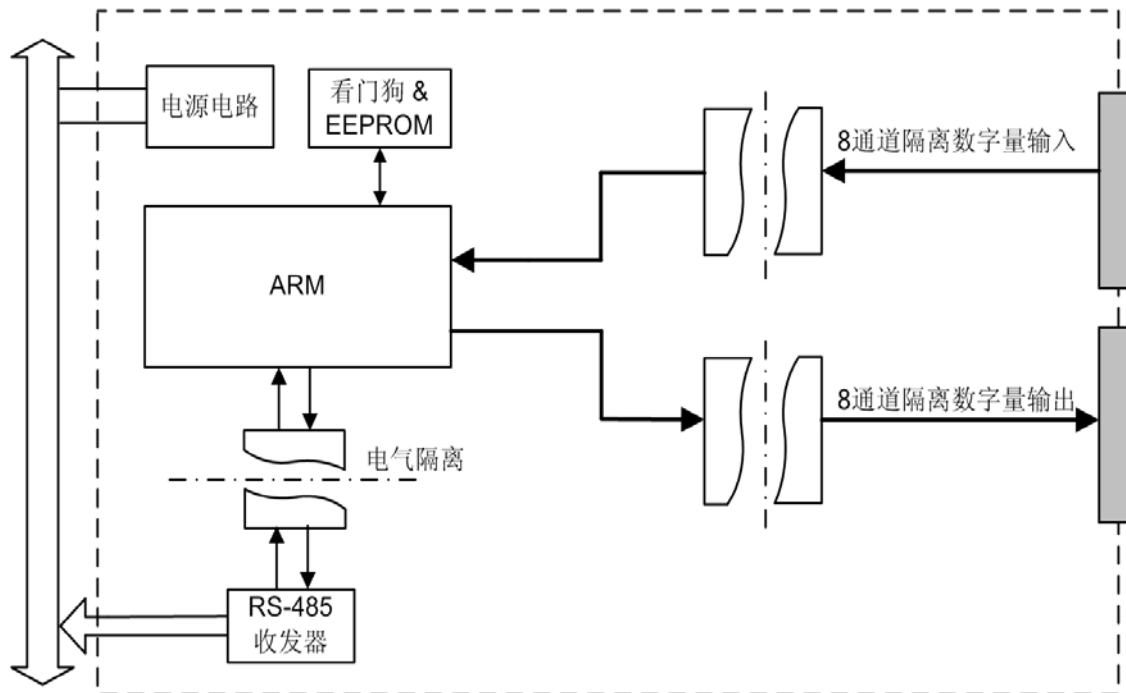 电源电路
看门狗 &
EEPROM
8通道隔离数字量输入
ARM
8通道隔离数字量输出
电气隔离
RS-485
收发器